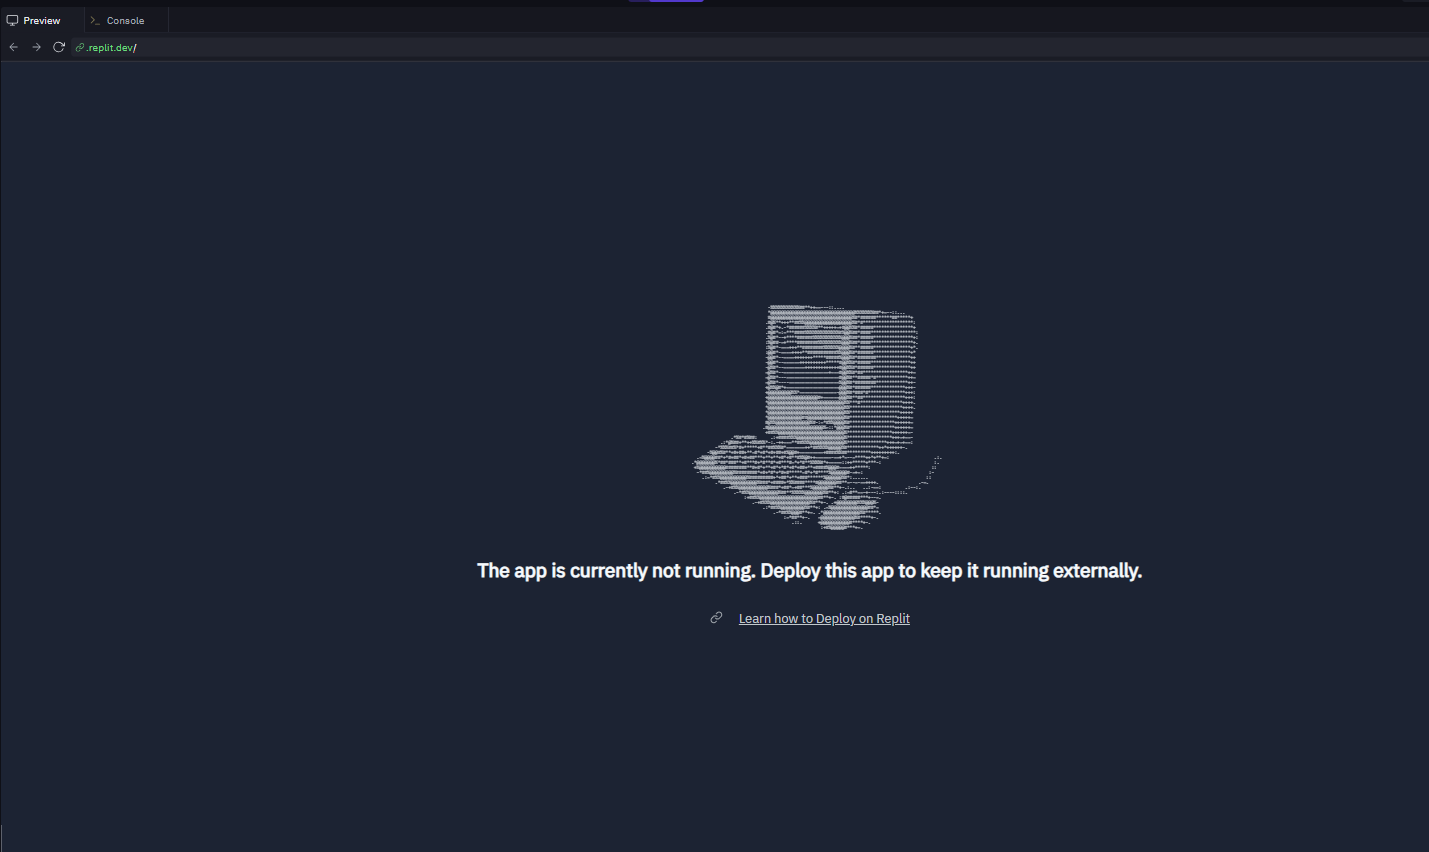 Preview
>_ Console
.replit.dev/
The app is currently not running. Deploy this app to keep it running externally.
Learn how to Deploy on Replit